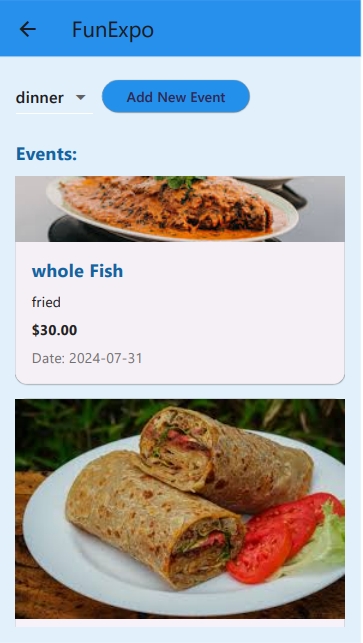 FunExpo
dinner
Add New Event
Events:
whole Fish
fried
$30.00
Date: 2024-07-31